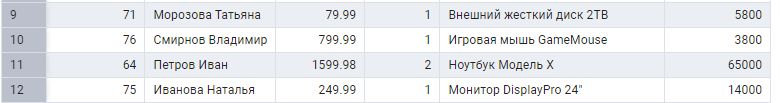 9 71 Морозова Татьяна 79.99 1 Внешний жесткий диск 2TB 5800
10 76 Смирнов Владимир 799.99 1 Игровая мышь GameMouse 3800
11 64 Петров Иван 1599.98 2 Ноутбук Модель X 65000
12 75 Иванова Наталья 249.99 1 Монитор DisplayPro 24" 14000